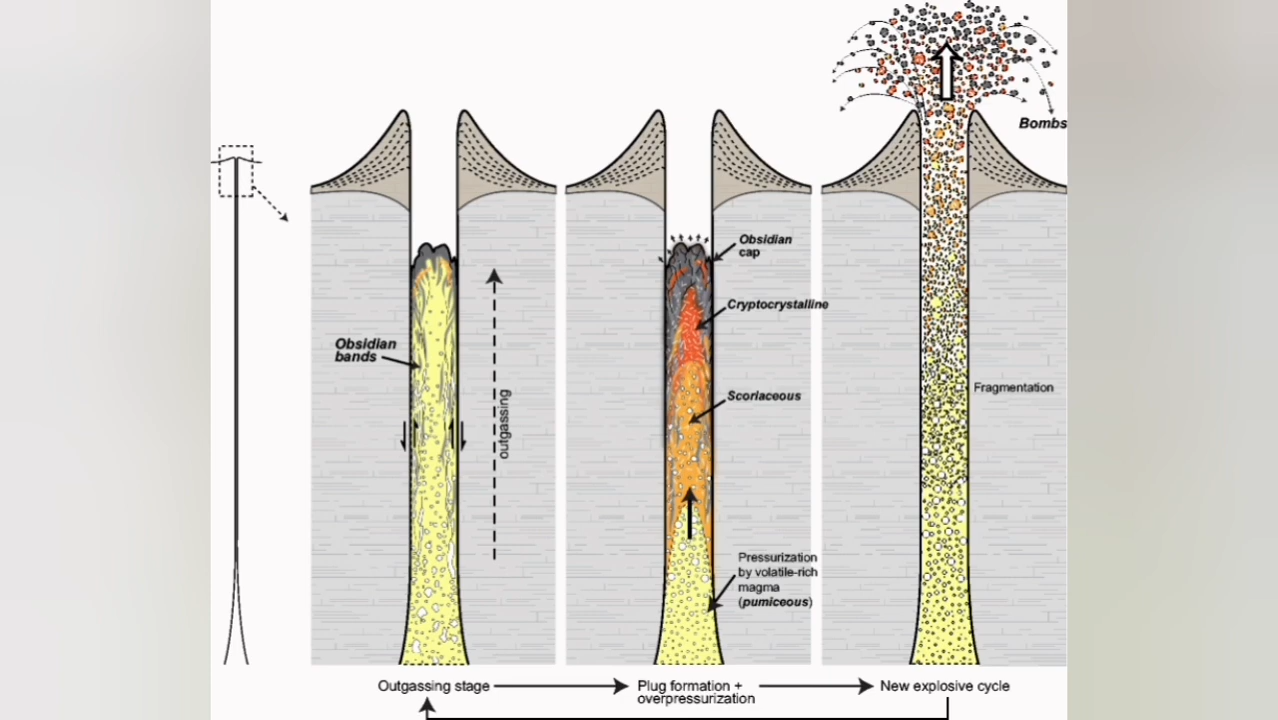 Bombs
Obsidian
cap
Cryptocrystalline
Obsidian
bands
Scoriaceous
outgassing
Fragmentation
Pressurization
by volatile-rich
magma
(pumiceous)
Outgassing stage
Plug formation +
overpressurization
New explosive cycle